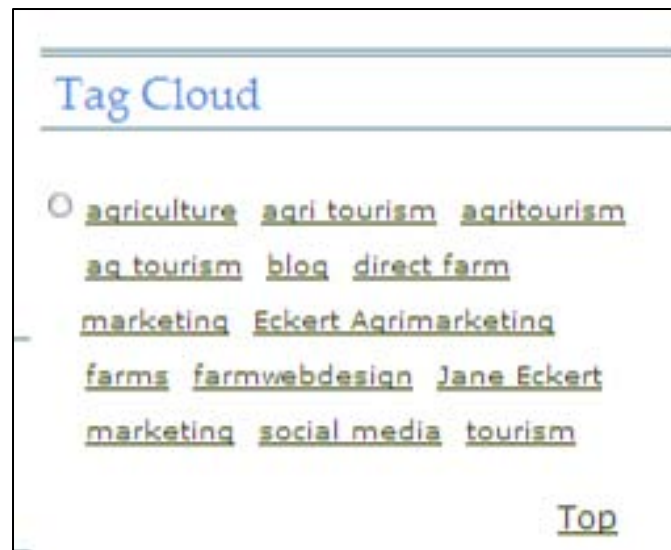 Tag Cloud
agriculture agri tourism agritourism
ag tourism blog direct farm
marketing Eckert Agrimarketing
farms farmwebdesign Jane Eckert
marketing social media tourism
Top